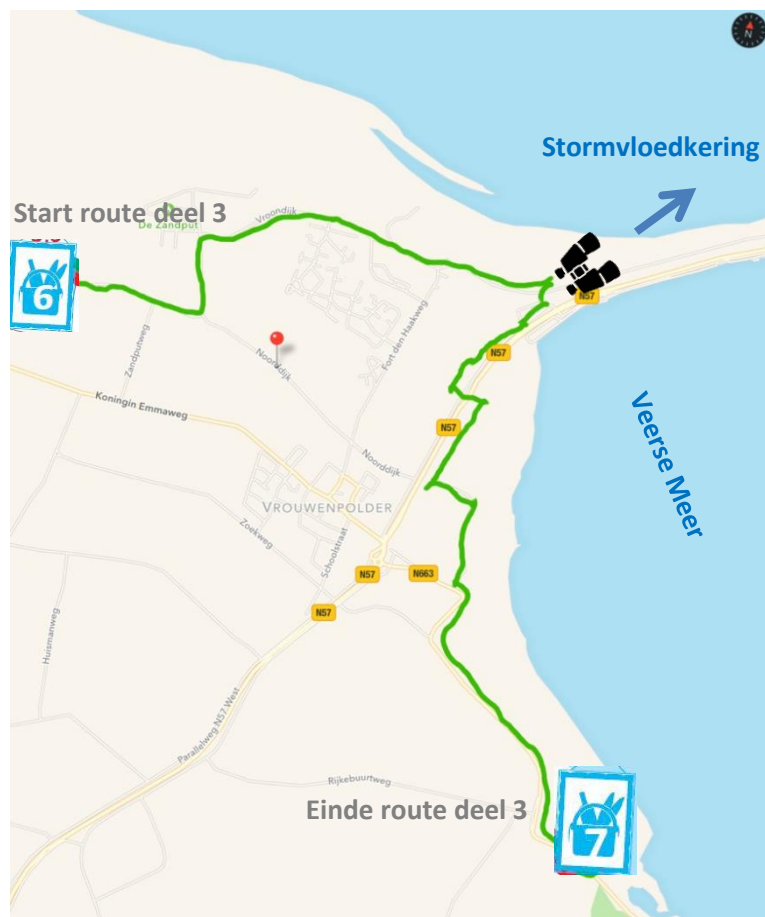 N
Stormvloedkering
Start route deel 3
Vroondijk
De Zandput
6
N57
Zandputweg
Noorddijk
Fort den Haakweg
N57
Koningin Emmaweg
Veerse Meer
N57
Noorddijk
VROUWENPOLDER
Zoekweg
Schoolstraat
N57
N663
N57
Huismanweg
Parallelweg N57 West
Rijkebuurtweg
Einde route deel 3
7